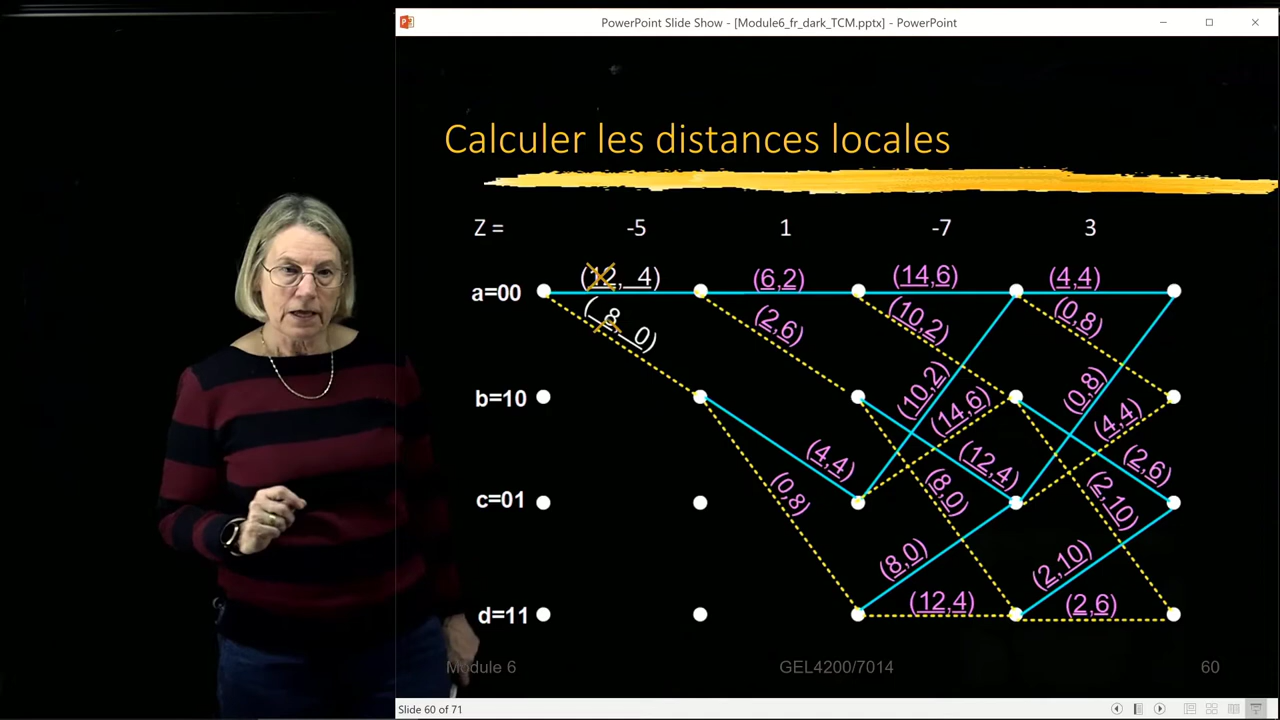 PowerPoint Slide Show - [Module6_fr_dark_TCM.pptx] - PowerPoint
Calculer les distances locales
Z = -5 1 -7 3
(12, 4) (6,2) (14,6) (4,4)
a=00
(8, 0) (2,6) (10,2) (0,8)
(10,2) (0,8)
b=10
(14,6) (4,4)
(4,4) (12,4) (2,6)
(0,8) (8,0) (2,10)
c=01
(8,0) (2,10)
(12,4) (2,6)
d=11
Module 6 GEL4200/7014 60
Slide 60 of 71